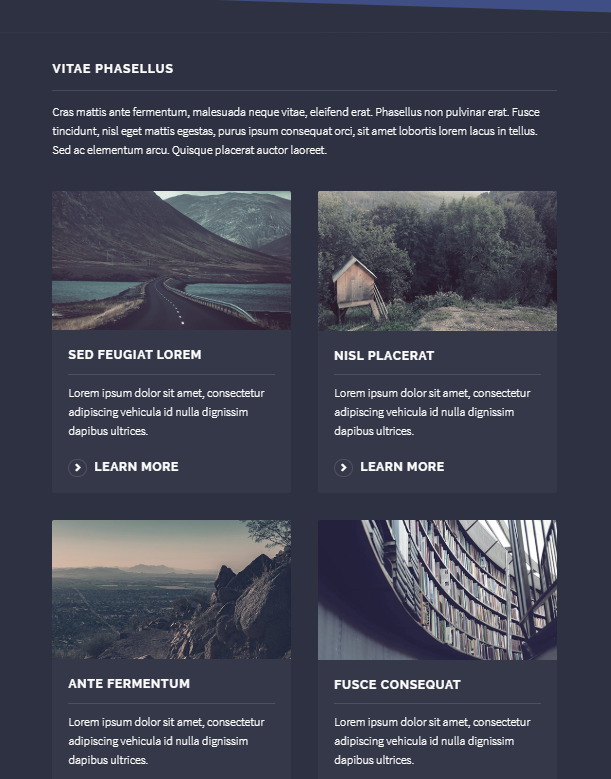 VITAE PHASELLUS
Cras mattis ante fermentum, malesuada neque vitae, eleifend erat. Phasellus non pulvinar erat. Fusce
tincidunt, nisl eget mattis egestas, purus ipsum consequat orci, sit amet lobortis lorem lacus in tellus.
Sed ac elementum arcu. Quisque placerat auctor laoreet.
SED FEUGIAT LOREM
Lorem ipsum dolor sit amet, consectetur
adipiscing vehicula id nulla dignissim
dapibus ultrices.
LEARN MORE
NISL PLACERAT
Lorem ipsum dolor sit amet, consectetur
adipiscing vehicula id nulla dignissim
dapibus ultrices.
LEARN MORE
ANTE FERMENTUM
Lorem ipsum dolor sit amet, consectetur
adipiscing vehicula id nulla dignissim
dapibus ultrices.
FUSCE CONSEQUAT
Lorem ipsum dolor sit amet, consectetur
adipiscing vehicula id nulla dignissim
dapibus ultrices.